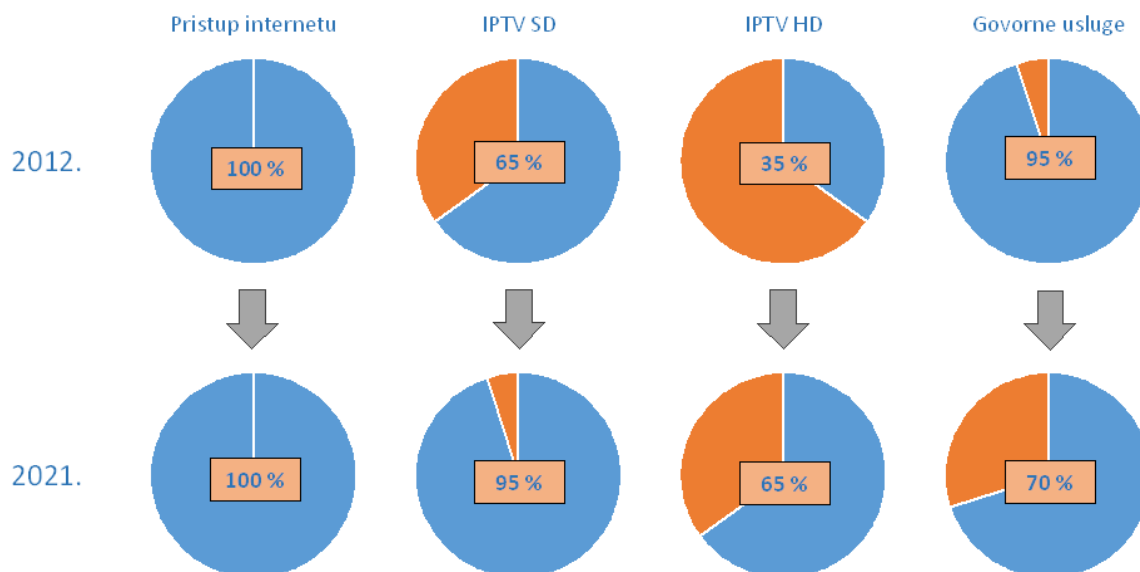 Pristup internetu IPTV SD IPTV HD Govorne usluge
2012.
100 % 65 % 35 % 95 %
2021.
100 % 95 % 65 % 70 %